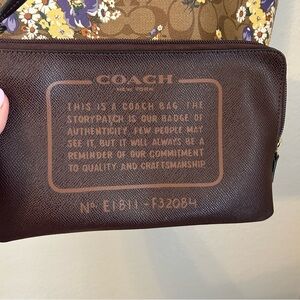 COACH
NEW YORK
THIS IS A COACH BAG. THE
STORYPATCH IS OUR BADGE OF
AUTHENTICITY. FEW PEOPLE MAY
SEE IT, BUT IT WILL ALWAYS BE A
REMINDER OF OUR COMMITMENT
TO QUALITY AND CRAFTSMANSHIP.
No. E1811-F32084